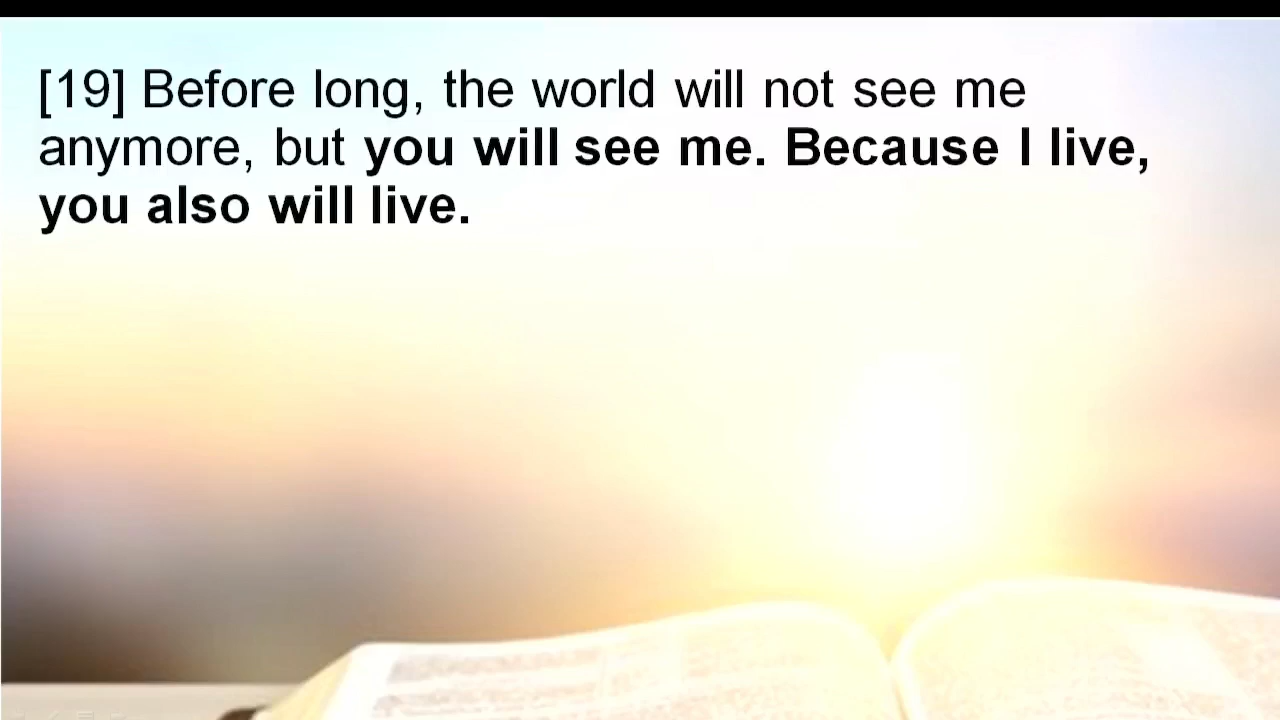 [19] Before long, the world will not see me
anymore, but you will see me. Because I live,
you also will live.